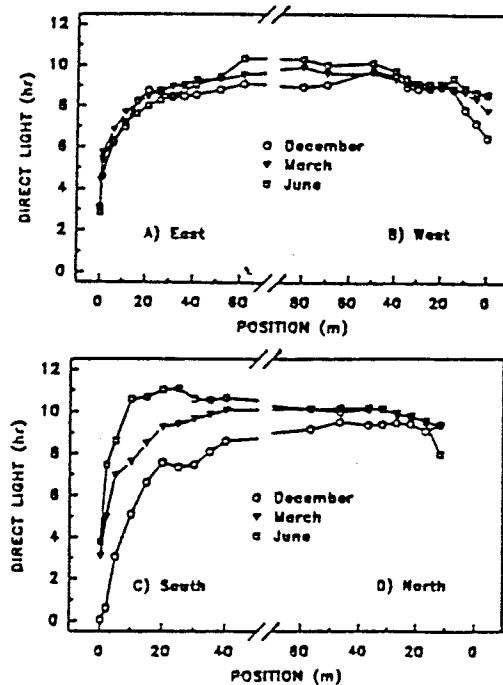 12
10
8
6
4
2
0
DIRECT LIGHT (hr)
December
March
June
A) East
B) West
0 20 40 60 80 60 40 20 0
POSITION (m)
12
10
8
6
4
2
0
DIRECT LIGHT (hr)
December
March
June
C) South
D) North
0 20 40 60 80 60 40 20 0
POSITION (m)